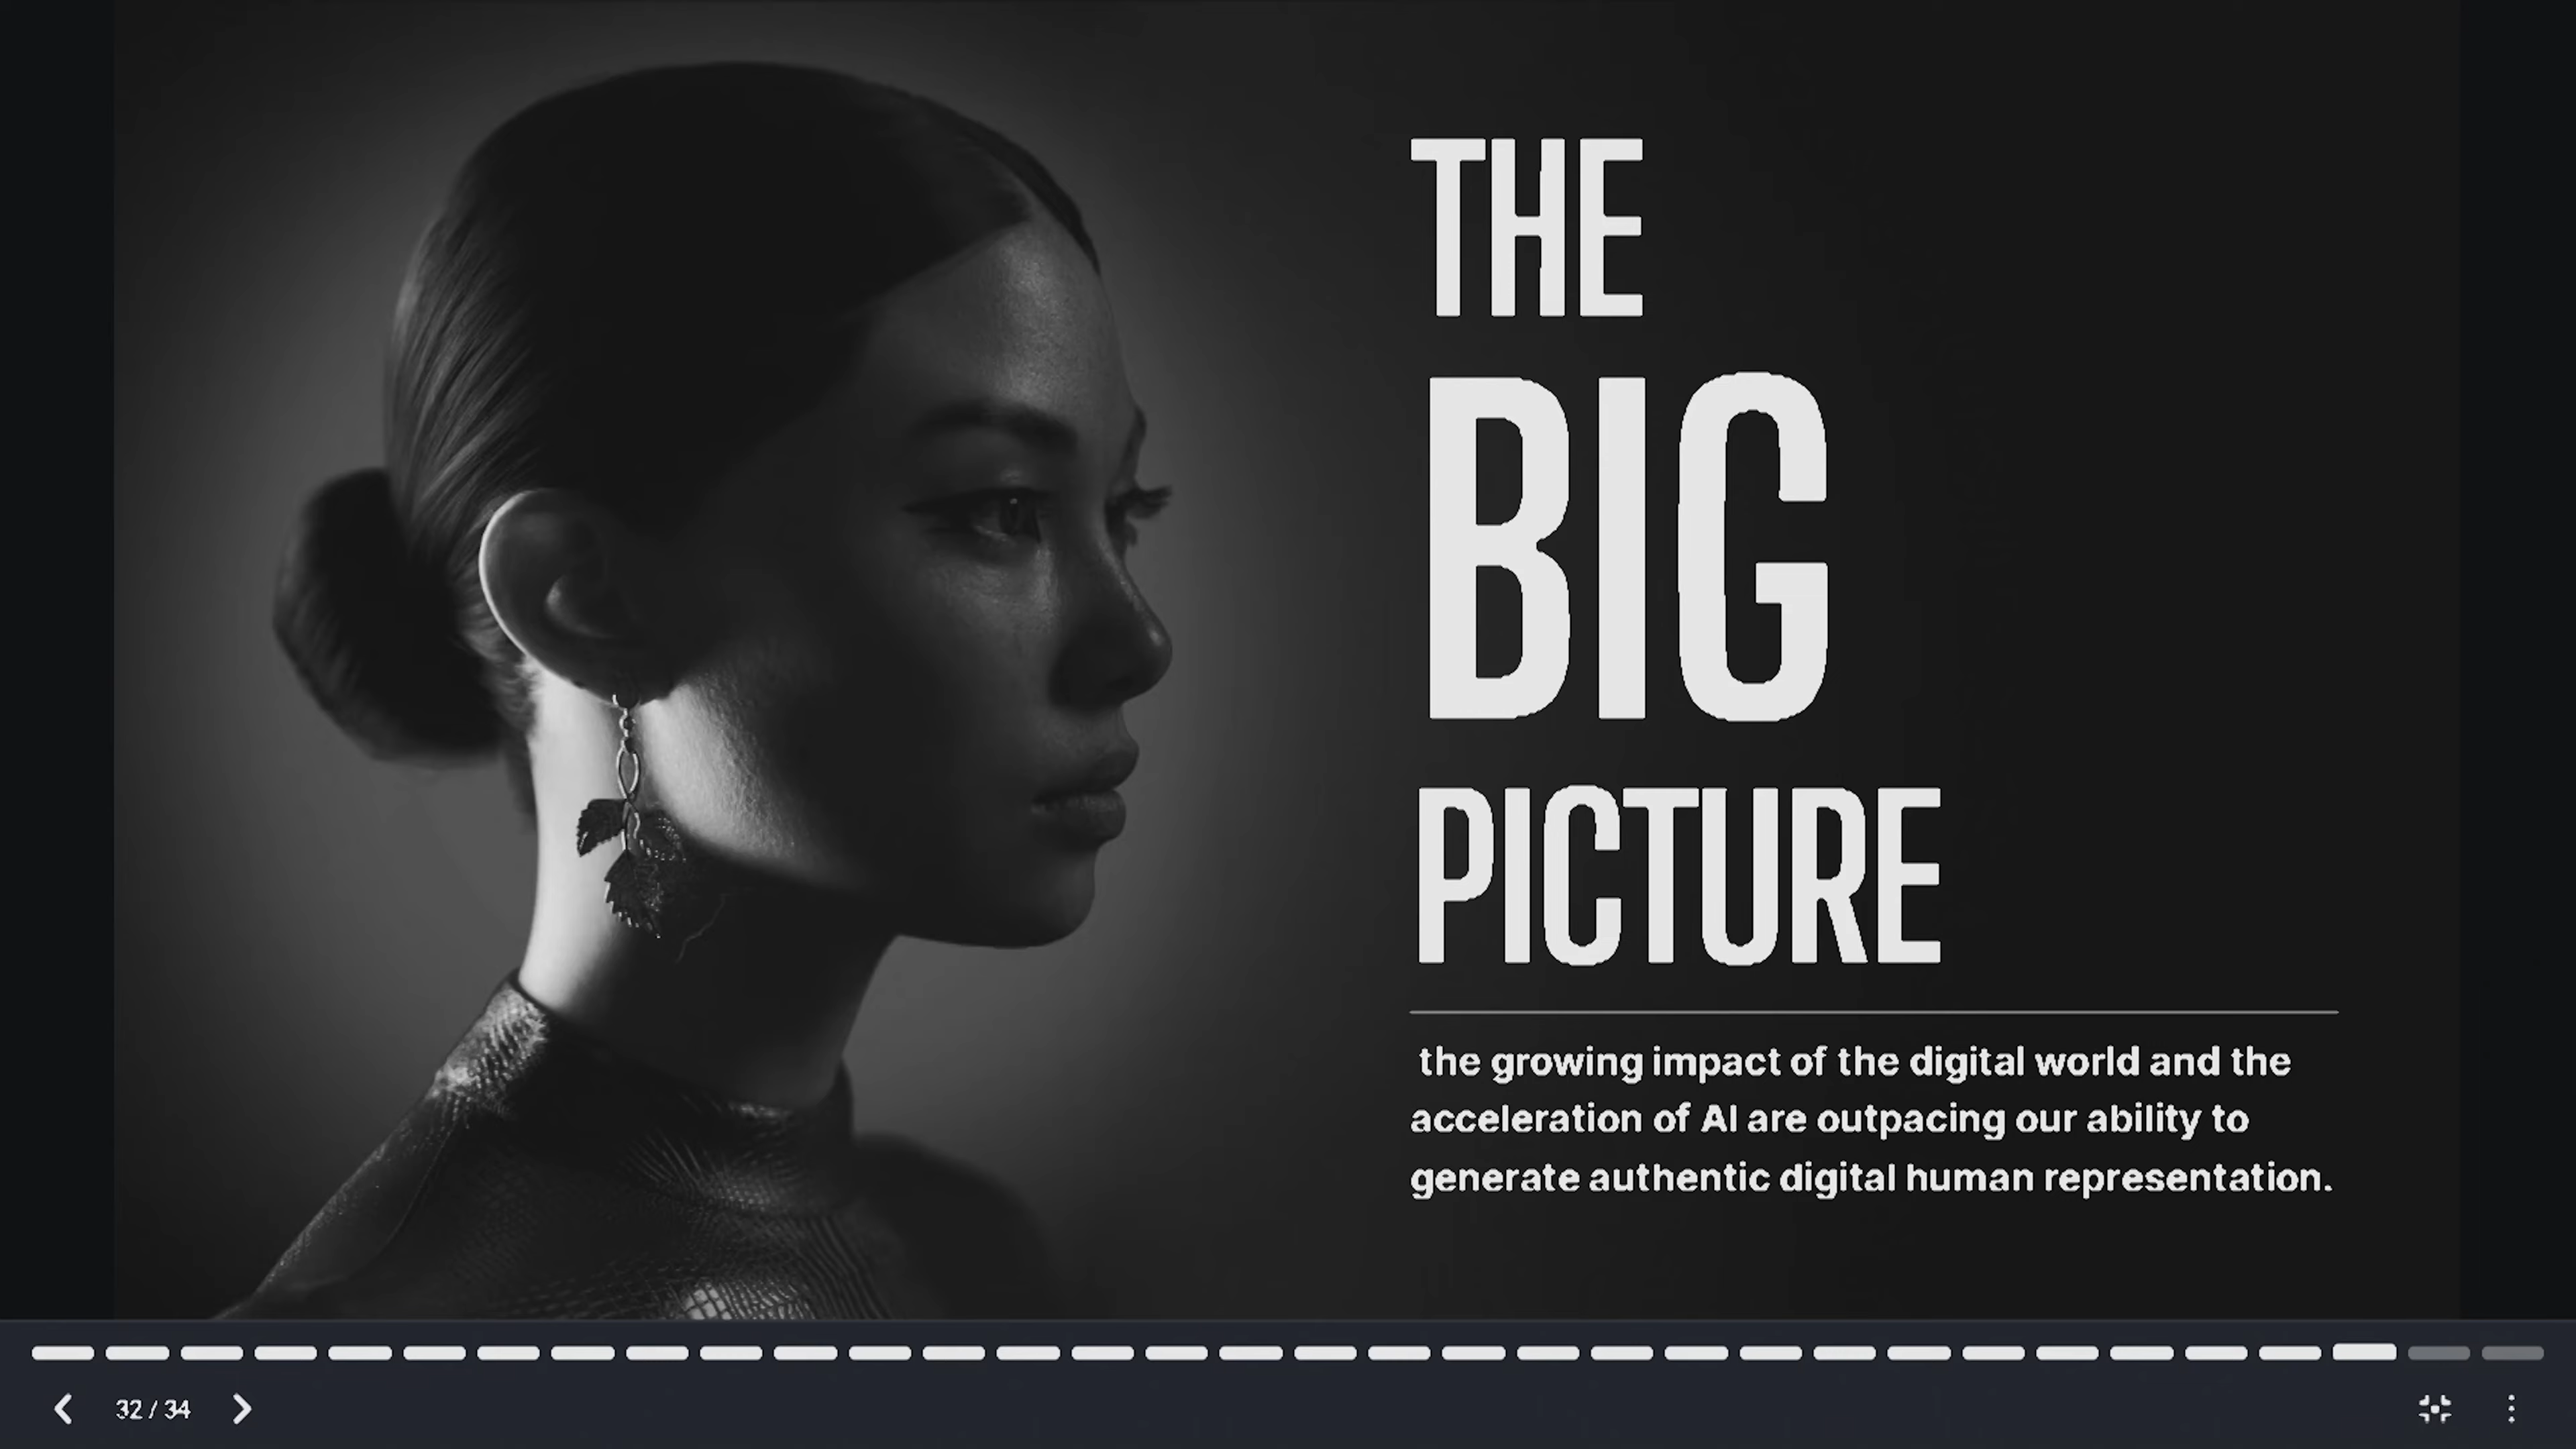 THE
BIG
PICTURE
the growing impact of the digital world and the
acceleration of AI are outpacing our ability to
generate authentic digital human representation.
32 / 34